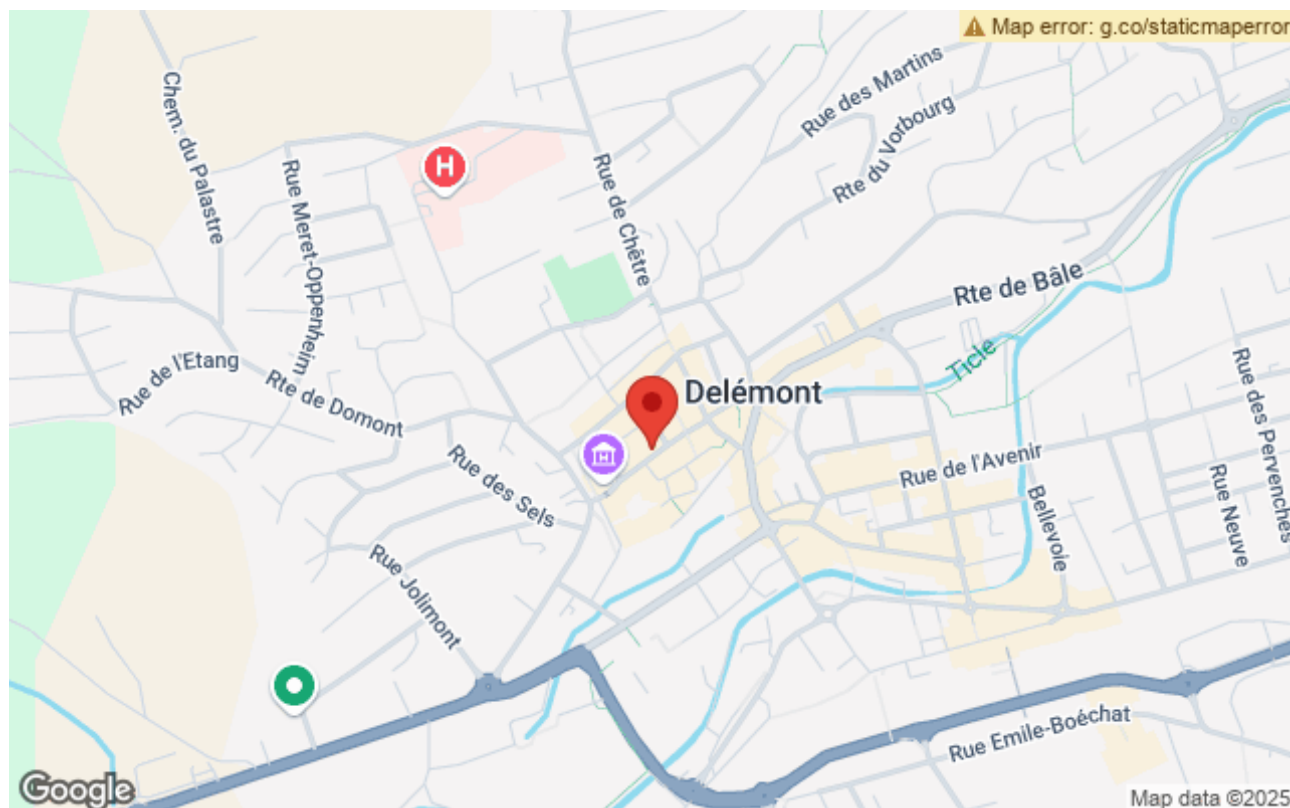 Map error: g.co/staticmaperror
Chem. du Palastre
Rue Meret-Oppenheim
H
Rue de Chêtre
Rue des Martins
Rte du Vorbourg
Rte de Bâle
Ticle
Delémont
Rue de l'Etang
Rte de Domont
Rue des Sels
Rue Jolimont
Rue de l'Avenir
Bellevoie
Rue Neuve
Rue des Pervenches
Rue Emile-Boéchat
Google
Map data ©2025